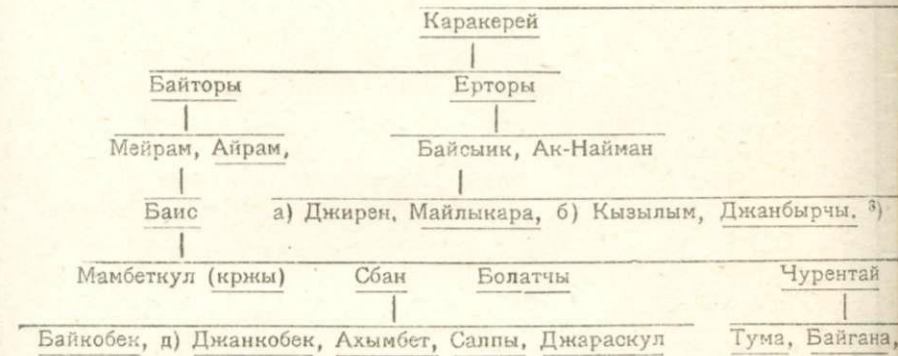 Каракерей
Байторы Ерторы
Мейрам, Айрам, Байсыик, Ак-Найман
Баис а) Джирен, Майлыкара, б) Кызылым, Джанбырчы. ³)
Мамбеткул (кржы) Сбан Болатчы Чурентай
Байкобек, д) Джанкобек, Ахымбет, Салпы, Джараскул Тума, Байгана,